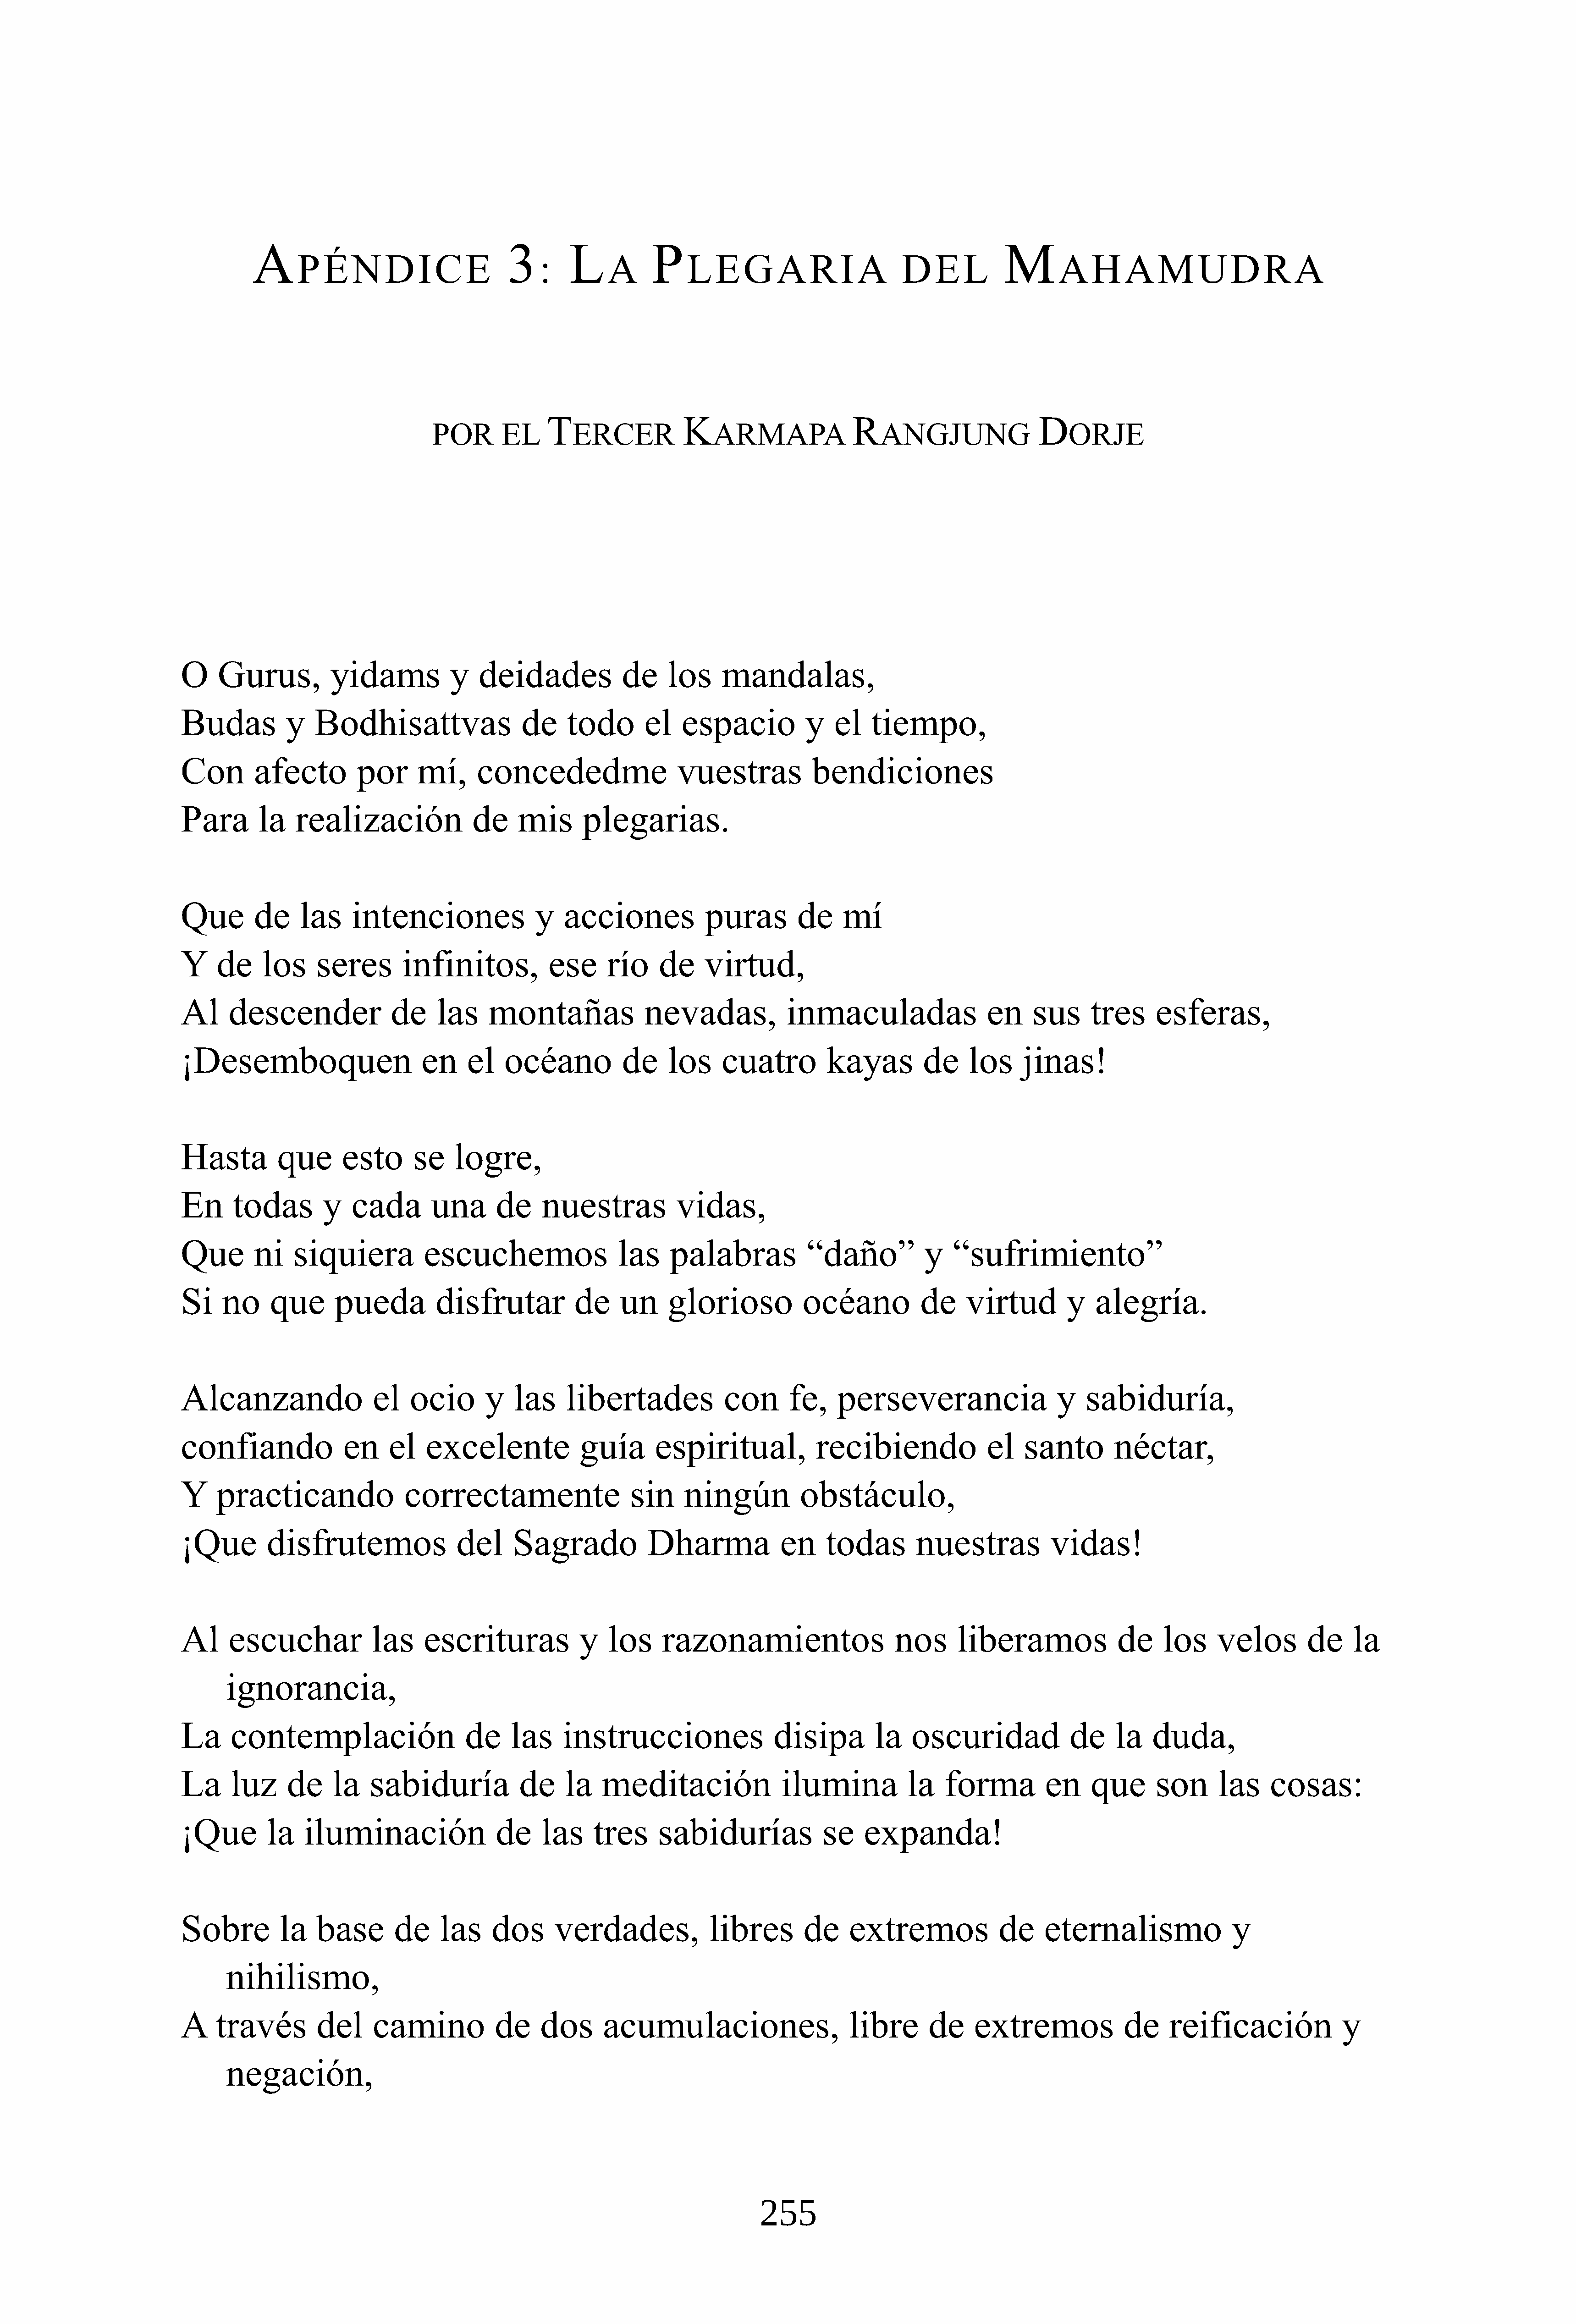 Apéndice 3: La Plegaria del Mahamudra
por el Tercer Karmapa Rangjung Dorje
O Gurus, yidams y deidades de los mandalas,
Budas y Bodhisattvas de todo el espacio y el tiempo,
Con afecto por mí, concededme vuestras bendiciones
Para la realización de mis plegarias.
Que de las intenciones y acciones puras de mí
Y de los seres infinitos, ese río de virtud,
Al descender de las montañas nevadas, inmaculadas en sus tres esferas,
¡Desemboquen en el océano de los cuatro kayas de los jinas!
Hasta que esto se logre,
En todas y cada una de nuestras vidas,
Que ni siquiera escuchemos las palabras “daño” y “sufrimiento”
Si no que pueda disfrutar de un glorioso océano de virtud y alegría.
Alcanzando el ocio y las libertades con fe, perseverancia y sabiduría,
confiando en el excelente guía espiritual, recibiendo el santo néctar,
Y practicando correctamente sin ningún obstáculo,
¡Que disfrutemos del Sagrado Dharma en todas nuestras vidas!
Al escuchar las escrituras y los razonamientos nos liberamos de los velos de la
ignorancia,
La contemplación de las instrucciones disipa la oscuridad de la duda,
La luz de la sabiduría de la meditación ilumina la forma en que son las cosas:
¡Que la iluminación de las tres sabidurías se expanda!
Sobre la base de las dos verdades, libres de extremos de eternalismo y
nihilismo,
A través del camino de dos acumulaciones, libre de extremos de reificación y
negación,
255